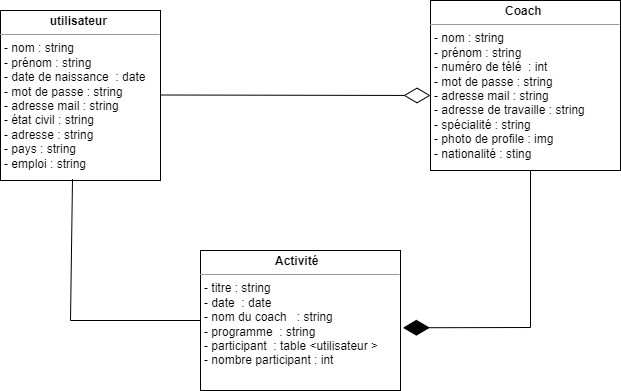 utilisateur
- nom : string
- prénom : string
- date de naissance : date
- mot de passe : string
- adresse mail : string
- état civil : string
- adresse : string
- pays : string
- emploi : string
Coach
- nom : string
- prénom : string
- numéro de télé : int
- mot de passe : string
- adresse mail : string
- adresse de travaille : string
- spécialité : string
- photo de profile : img
- nationalité : sting
Activité
- titre : string
- date : date
- nom du coach : string
- programme : string
- participant : table <utilisateur >
- nombre participant : int